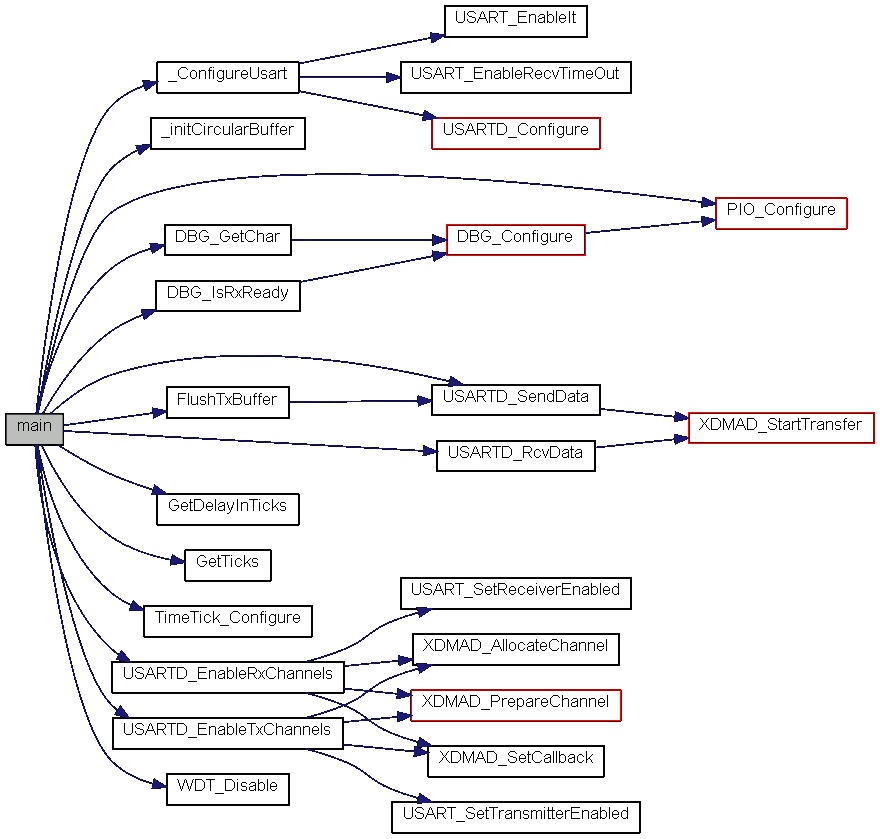 USART_EnableIt
_ConfigureUsart
USART_EnableRecvTimeOut
_initCircularBuffer
USARTD_Configure
PIO_Configure
DBG_GetChar
DBG_Configure
DBG_IsRxReady
FlushTxBuffer
USARTD_SendData
main
XDMAD_StartTransfer
USARTD_RcvData
GetDelayInTicks
GetTicks
USART_SetReceiverEnabled
TimeTick_Configure
XDMAD_AllocateChannel
USARTD_EnableRxChannels
XDMAD_PrepareChannel
USARTD_EnableTxChannels
XDMAD_SetCallback
WDT_Disable
USART_SetTransmitterEnabled